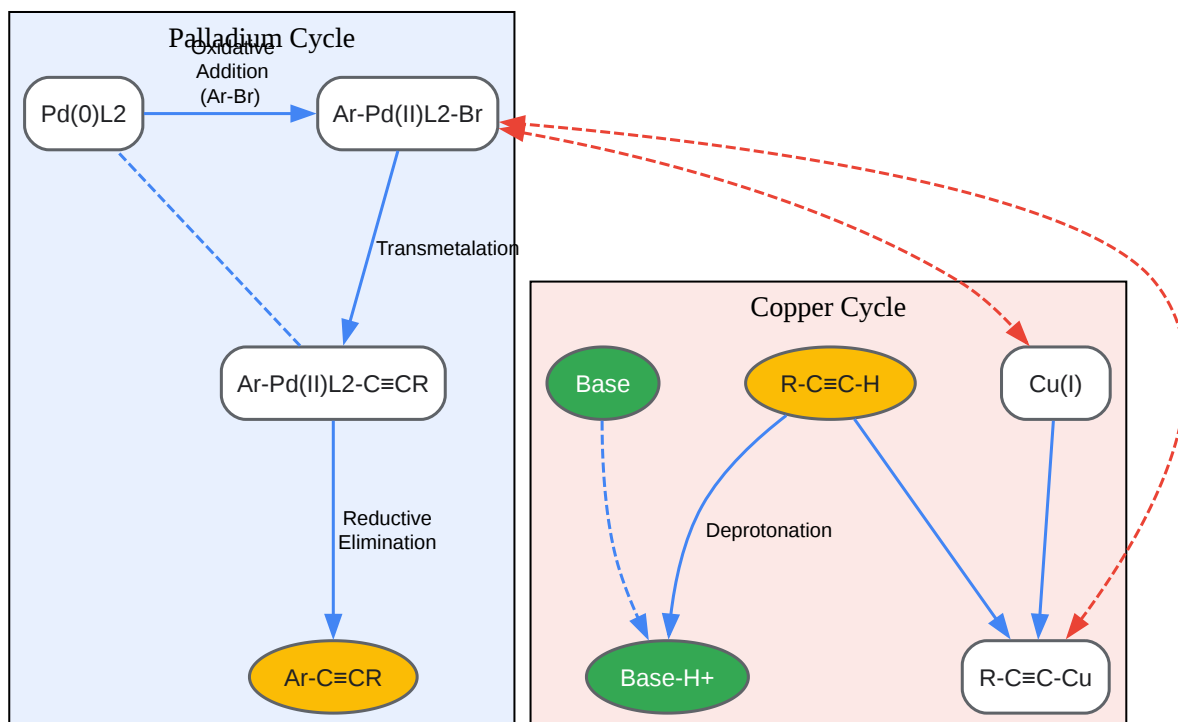 Palladium Cycle
Oxidative
Addition
(Ar-Br)
Pd(0)L2
Ar-Pd(II)L2-Br
Transmetalation
Ar-Pd(II)L2-C≡CR
Reductive
Elimination
Ar-C≡CR
Copper Cycle
Base
R-C≡C-H
Cu(I)
Deprotonation
Base-H+
R-C≡C-Cu